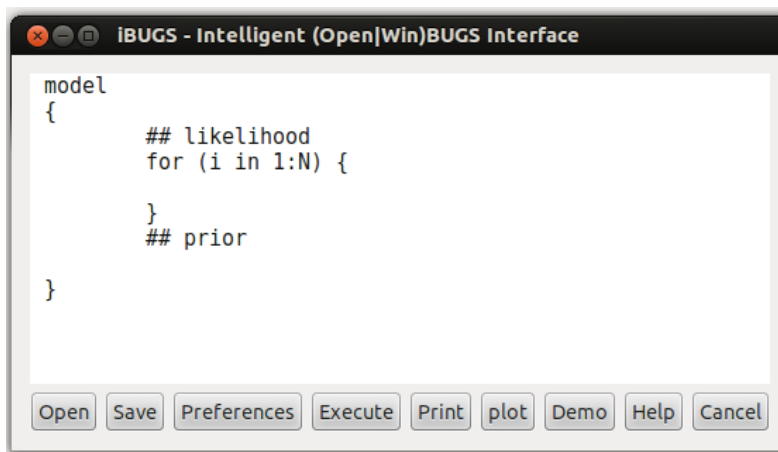 iBUGS - Intelligent (Open|Win)BUGS Interface
model
{
        ## likelihood
        for (i in 1:N) {

        }
        ## prior

}
Open Save Preferences Execute Print plot Demo Help Cancel